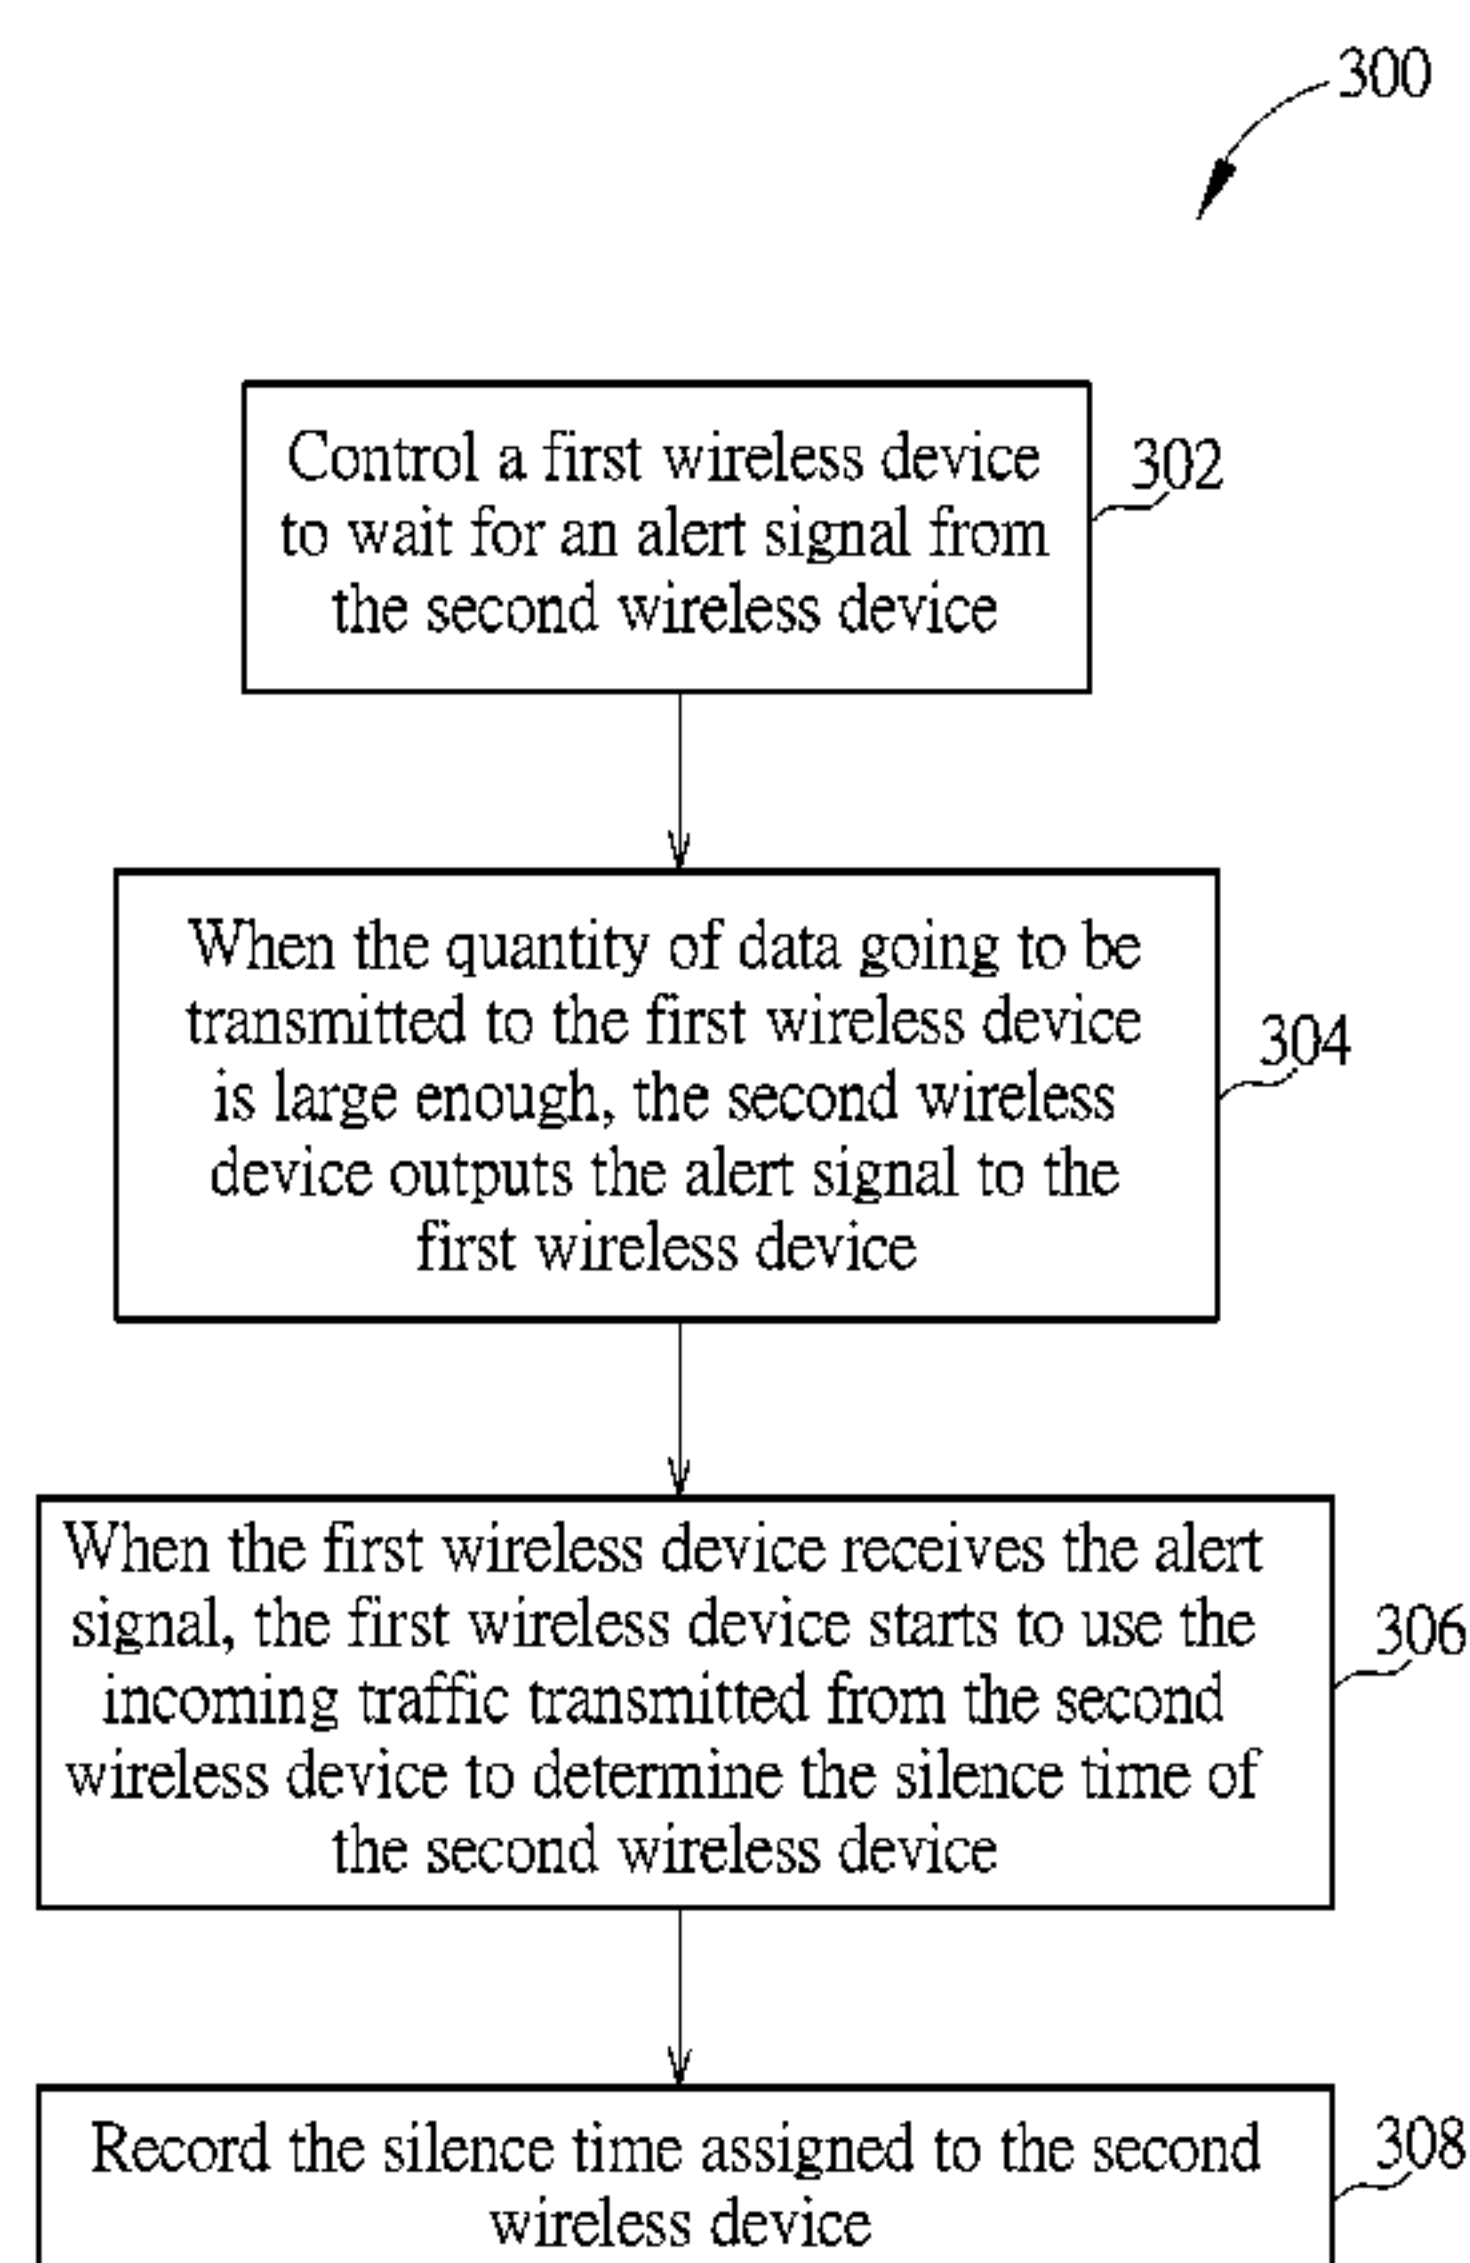 300
Control a first wireless device
to wait for an alert signal from
the second wireless device
302
When the quantity of data going to be
transmitted to the first wireless device
is large enough, the second wireless
device outputs the alert signal to the
first wireless device
304
When the first wireless device receives the alert
signal, the first wireless device starts to use the
incoming traffic transmitted from the second
wireless device to determine the silence time of
the second wireless device
306
Record the silence time assigned to the second
wireless device
308